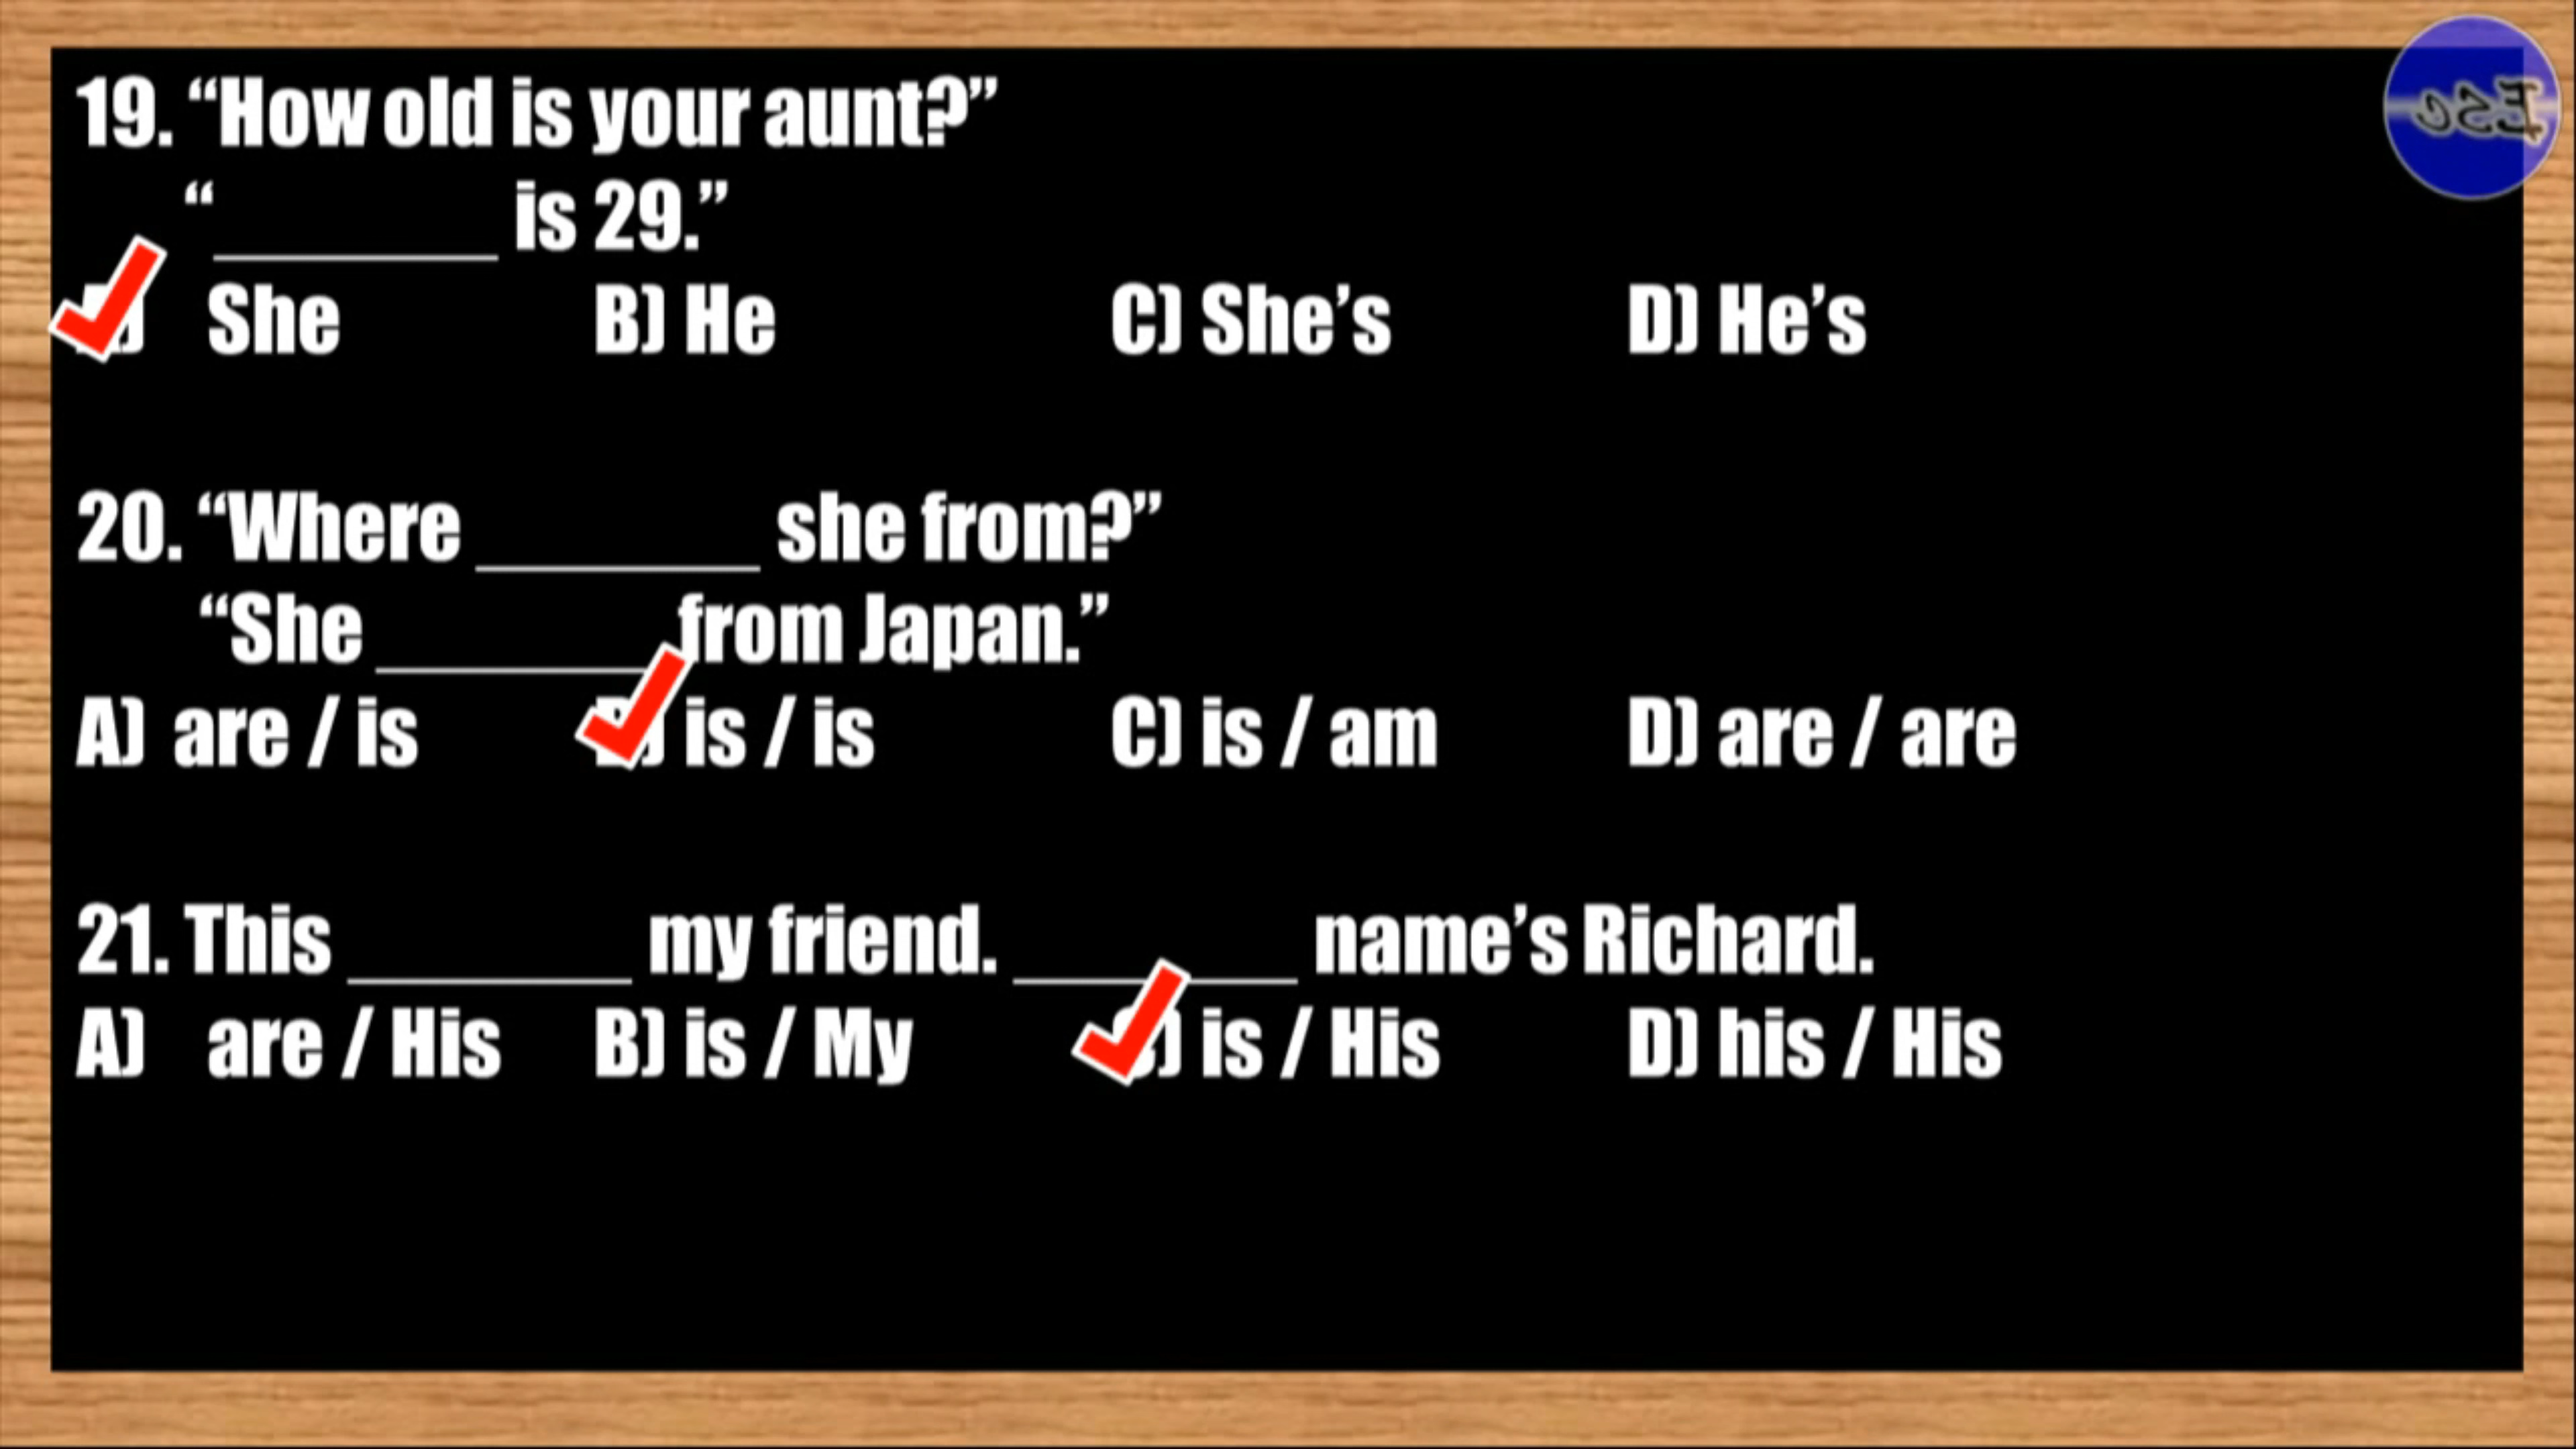 19. “How old is your aunt?”
“________ is 29.”
She B) He C) She’s D) He’s
20. “Where ________ she from?”
“She ________ from Japan.”
A) are / is B) is / is C) is / am D) are / are
21. This ________ my friend. ________ name’s Richard.
A) are / His B) is / My C) is / His D) his / His
ESc